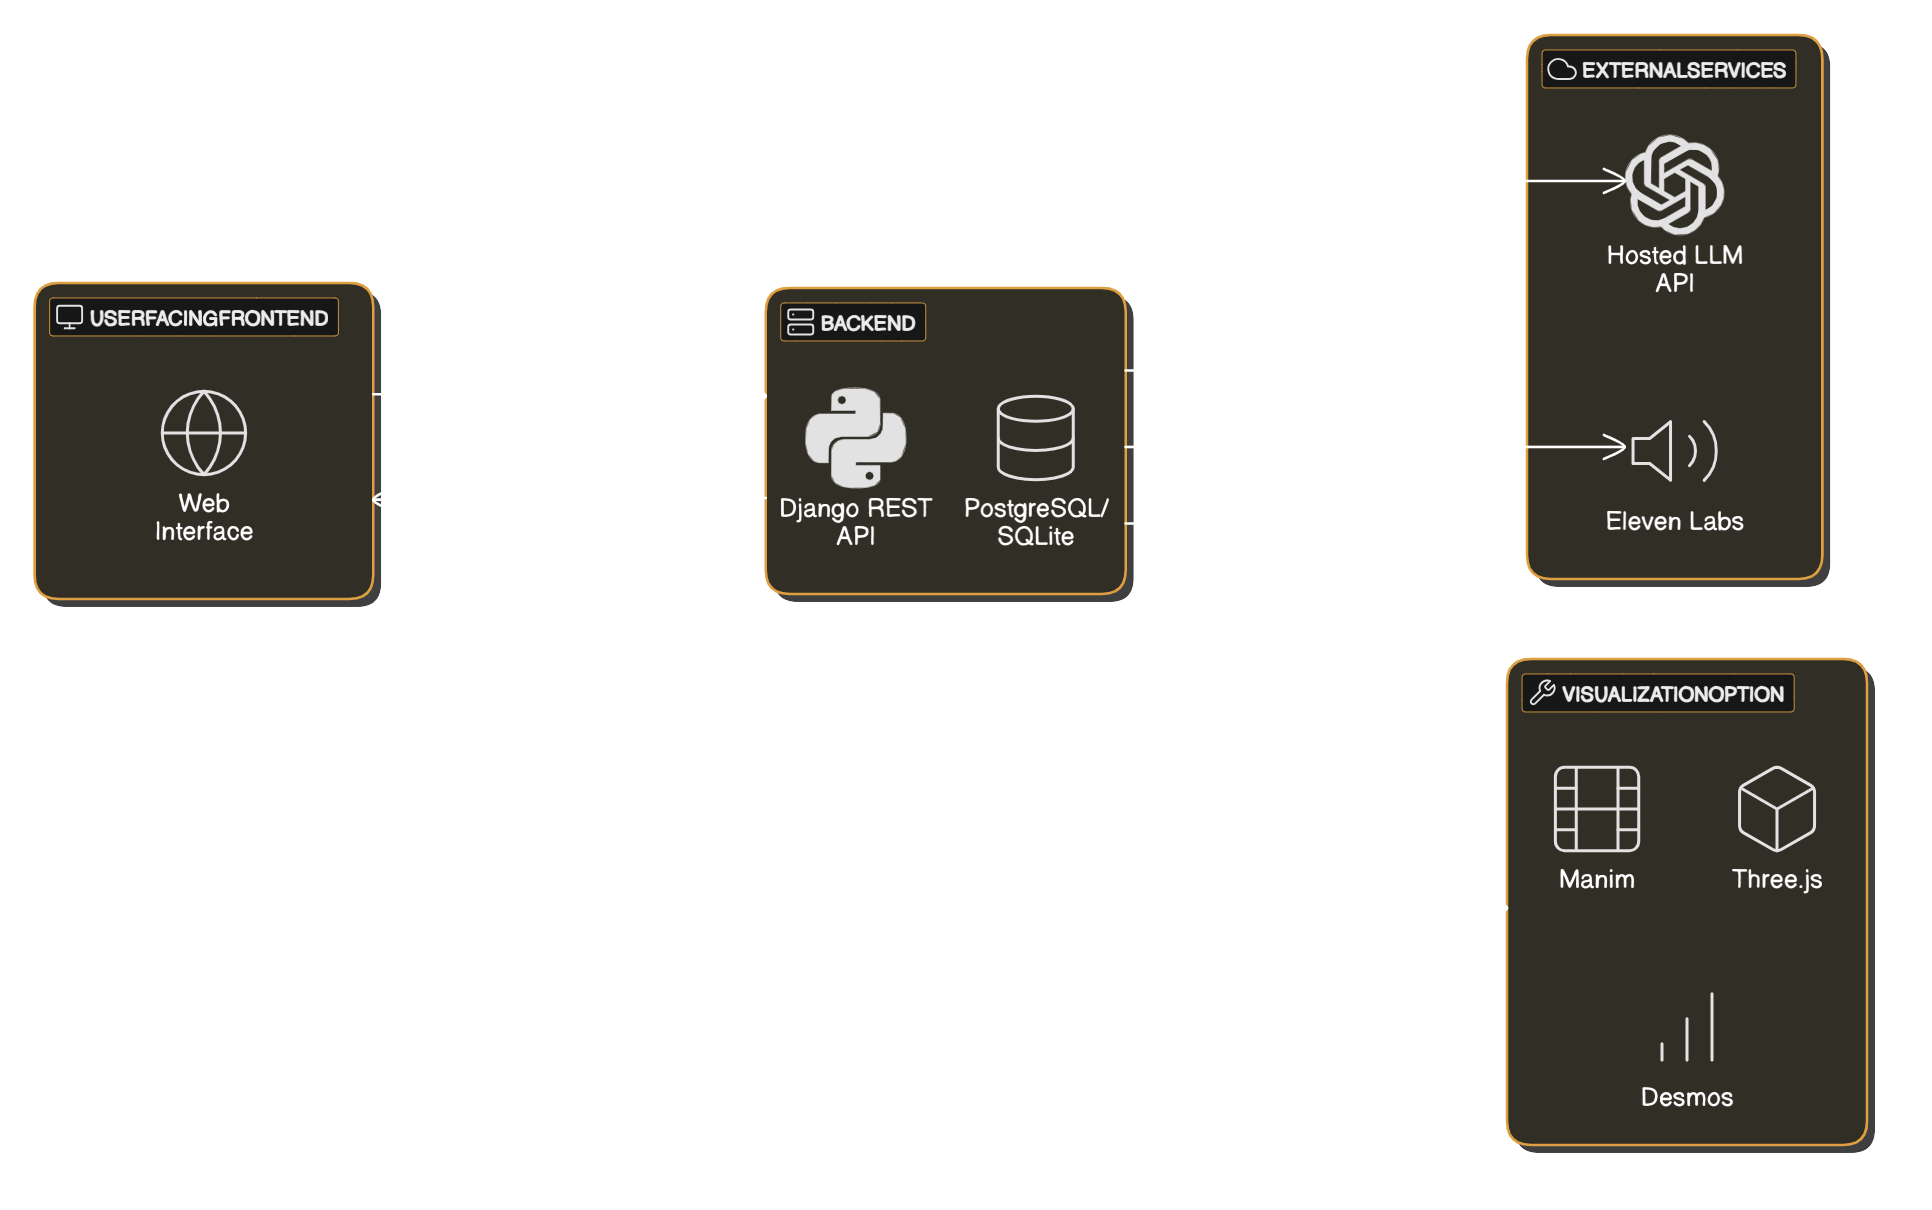 USERFACINGFRONTEND
Web
Interface
BACKEND
Django REST
API
PostgreSQL/
SQLite
EXTERNALSERVICES
Hosted LLM
API
Eleven Labs
VISUALIZATIONOPTION
Manim
Three.js
Desmos